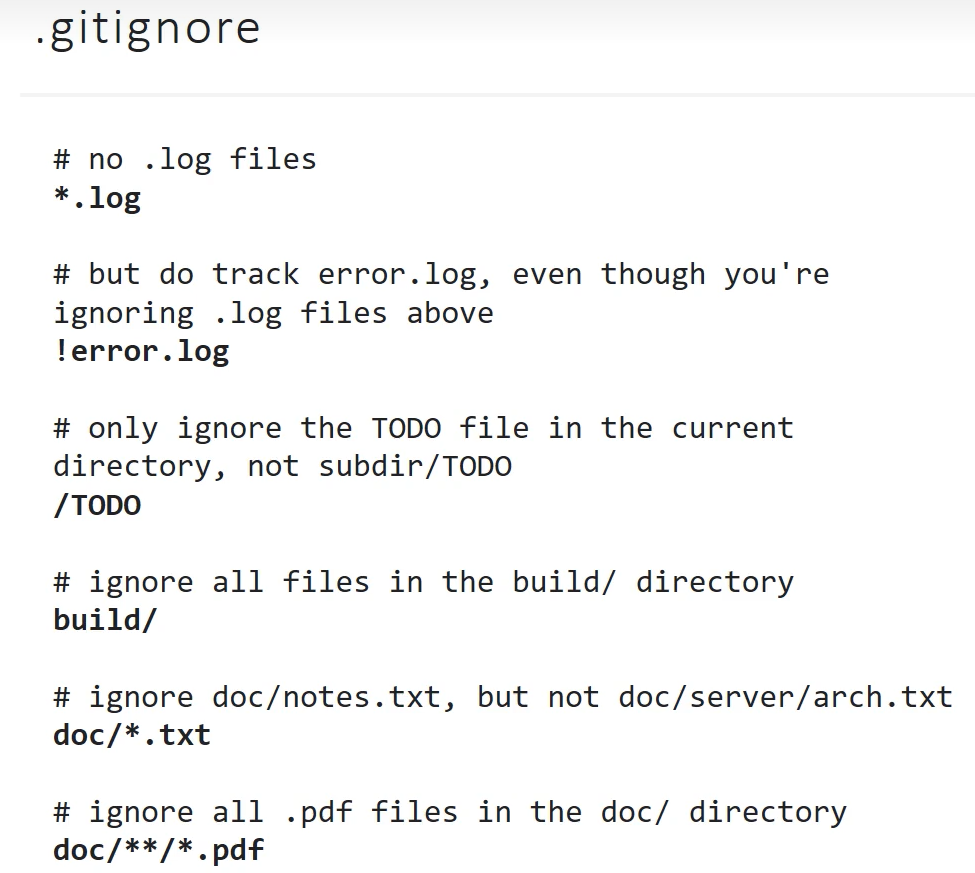 .gitignore
# no .log files
*.log
# but do track error.log, even though you're
ignoring .log files above
!error.log
# only ignore the TODO file in the current
directory, not subdir/TODO
/TODO
# ignore all files in the build/ directory
build/
# ignore doc/notes.txt, but not doc/server/arch.txt
doc/*.txt
# ignore all .pdf files in the doc/ directory
doc/**/*.pdf